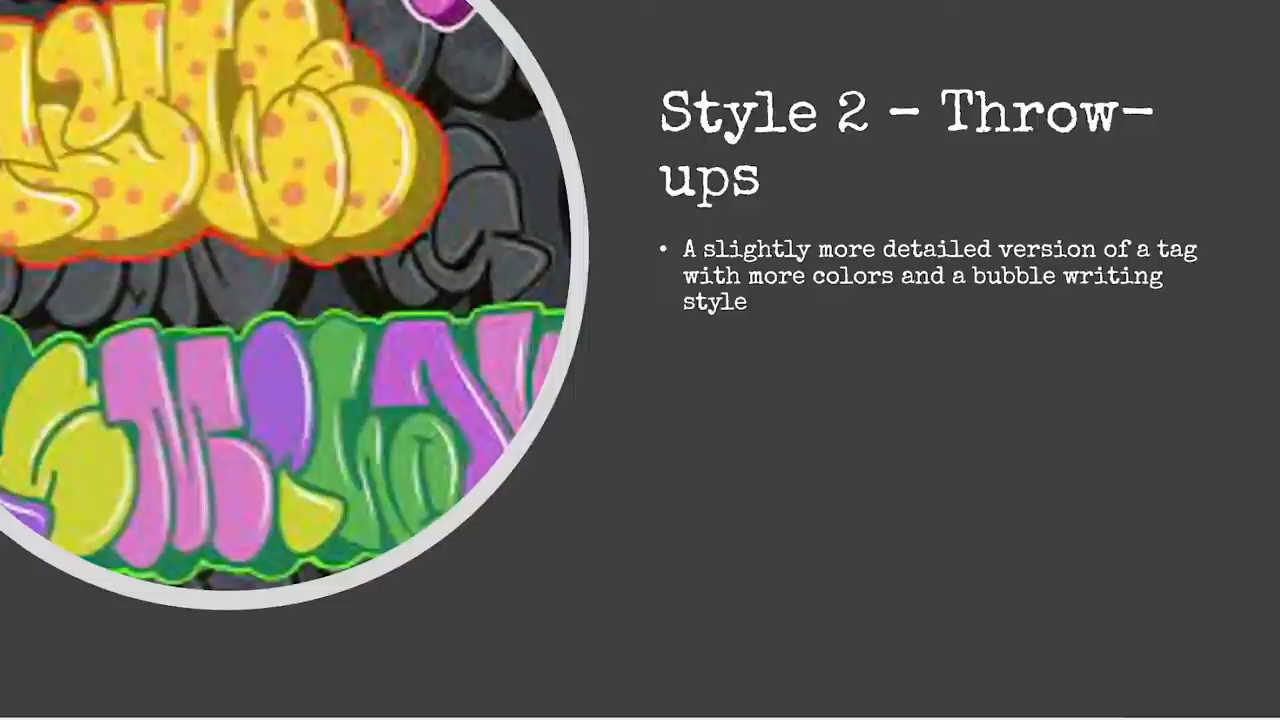 Style 2 - Throw-
ups
• A slightly more detailed version of a tag
with more colors and a bubble writing
style